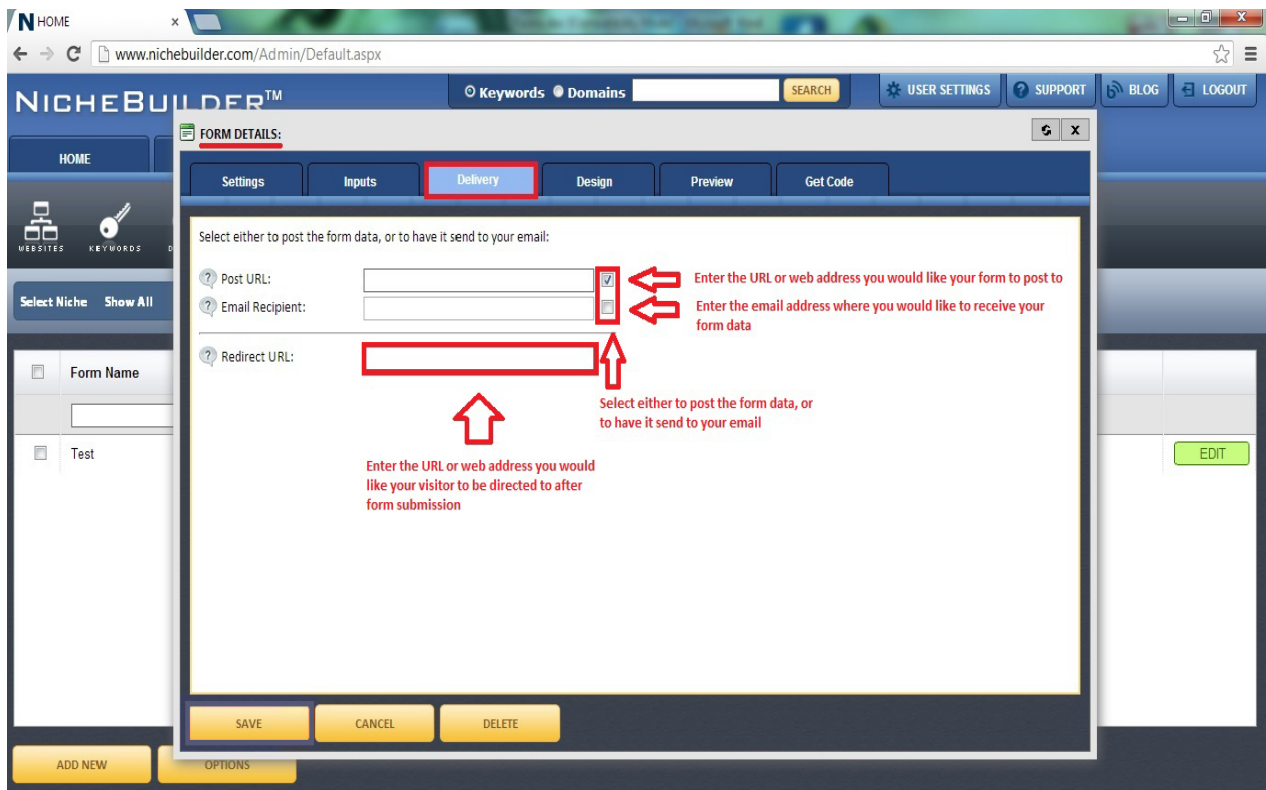 HOME x
www.nichebuilder.com/Admin/Default.aspx
NICHEBUILDER™
Keywords Domains SEARCH USER SETTINGS SUPPORT BLOG LOGOUT
FORM DETAILS: X
HOME
Settings Inputs Delivery Design Preview Get Code
WEBSITES KEYWORDS D
Select either to post the form data, or to have it send to your email:
Post URL: Enter the URL or web address you would like your form to post to
Select Niche Show All
Email Recipient: Enter the email address where you would like to receive your
form data
Redirect URL:
Form Name
Select either to post the form data, or
to have it send to your email
Test EDIT
Enter the URL or web address you would
like your visitor to be directed to after
form submission
SAVE CANCEL DELETE
ADD NEW OPTIONS